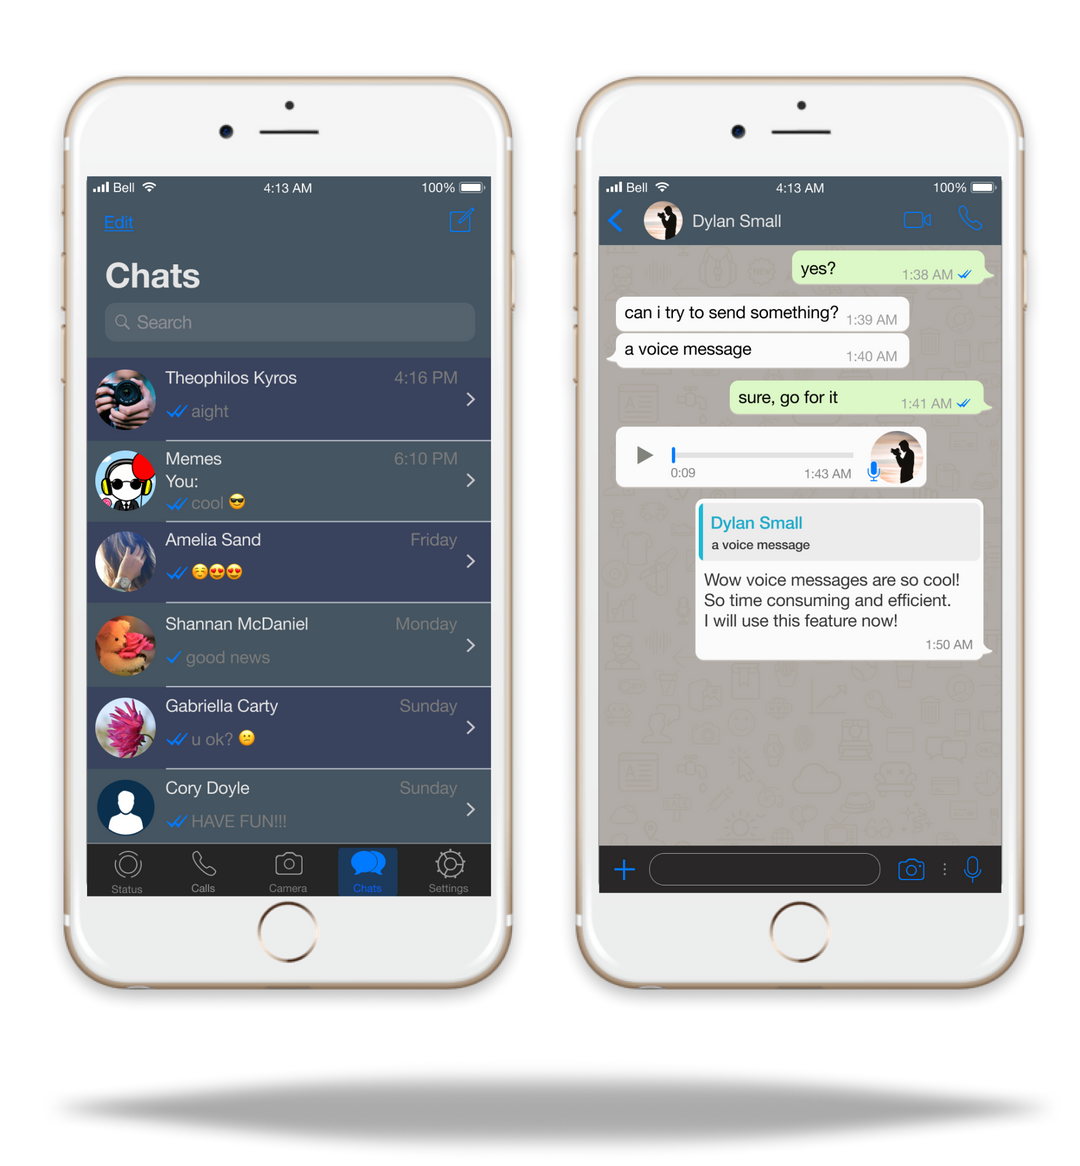 Bell
4:13 AM
100%
Edit
Chats
Search
Theophilos Kyros
4:16 PM
aight
Memes
6:10 PM
You:
cool 😎
Amelia Sand
Friday
☺️😍😍
Shannan McDaniel
Monday
good news
Gabriella Carty
Sunday
u ok? 😕
Cory Doyle
Sunday
HAVE FUN!!!
Status
Calls
Camera
Chats
Settings
Bell
4:13 AM
100%
Dylan Small
yes?
1:38 AM
can i try to send something?
1:39 AM
a voice message
1:40 AM
sure, go for it
1:41 AM
0:09
1:43 AM
Dylan Small
a voice message
Wow voice messages are so cool!
So time consuming and efficient.
I will use this feature now!
1:50 AM